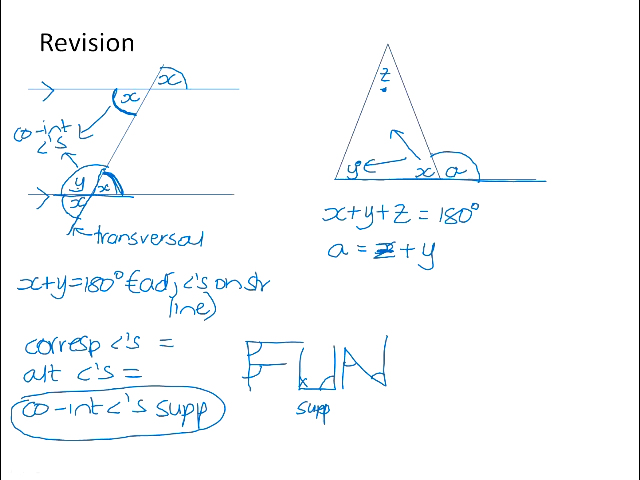 Revision
x
x
co-int
∠'s
y
x
x
transversal
x+y=180° (adj ∠'s on str
line)
corresp ∠'s =
alt ∠'s =
co-int ∠'s supp
FUN
x
supp
z
y
x
a
x+y+z=180°
a = z + y